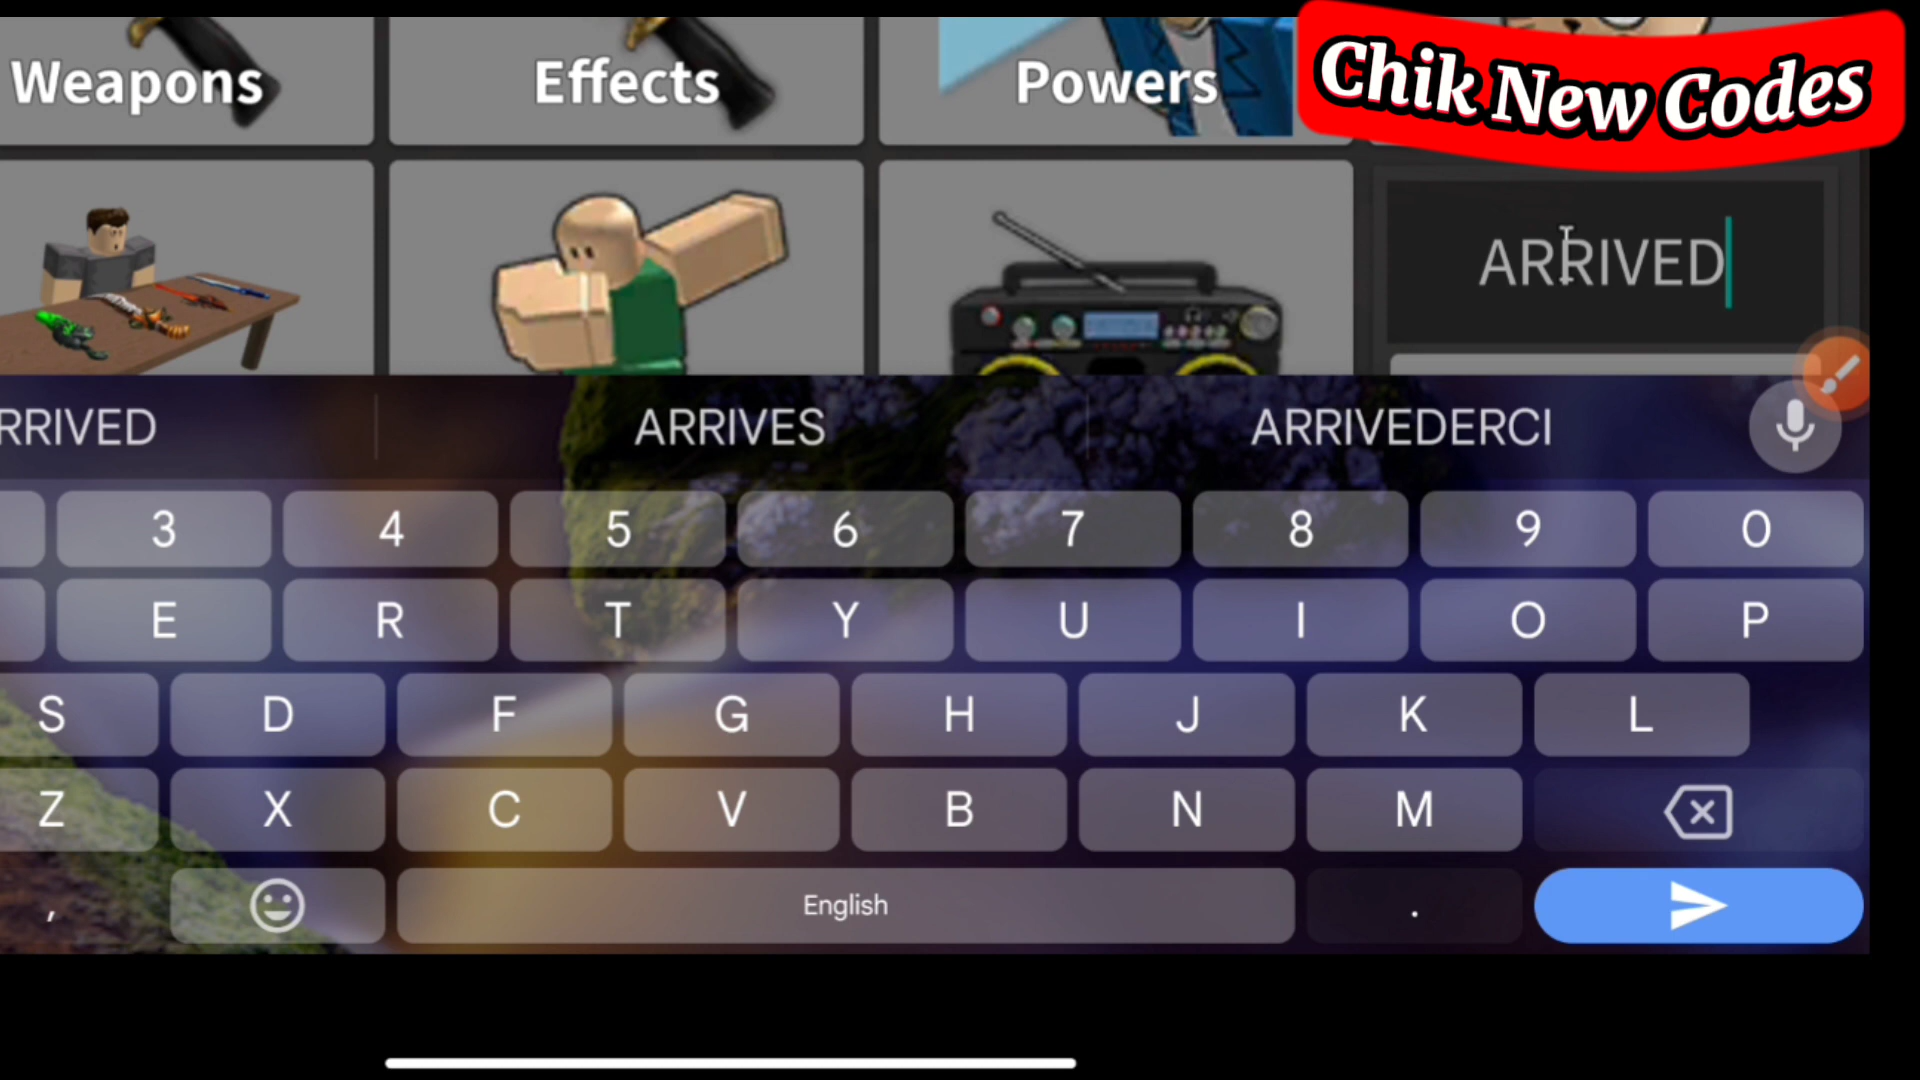 Weapons
Effects
Powers
Chik New Codes
ARRIVED
RRIVED
ARRIVES
ARRIVEDERCI
3 4 5 6 7 8 9 0
E R T Y U I O P
S D F G H J K L
Z X C V B N M
, English .